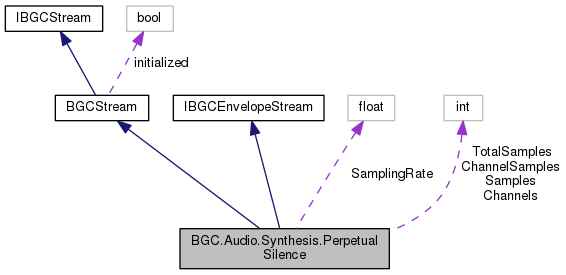 IBGCStream
bool
initialized
BGCStream
IBGCEnvelopeStream
float
int
SamplingRate
TotalSamples
ChannelSamples
Samples
Channels
BGC.Audio.Synthesis.Perpetual
Silence